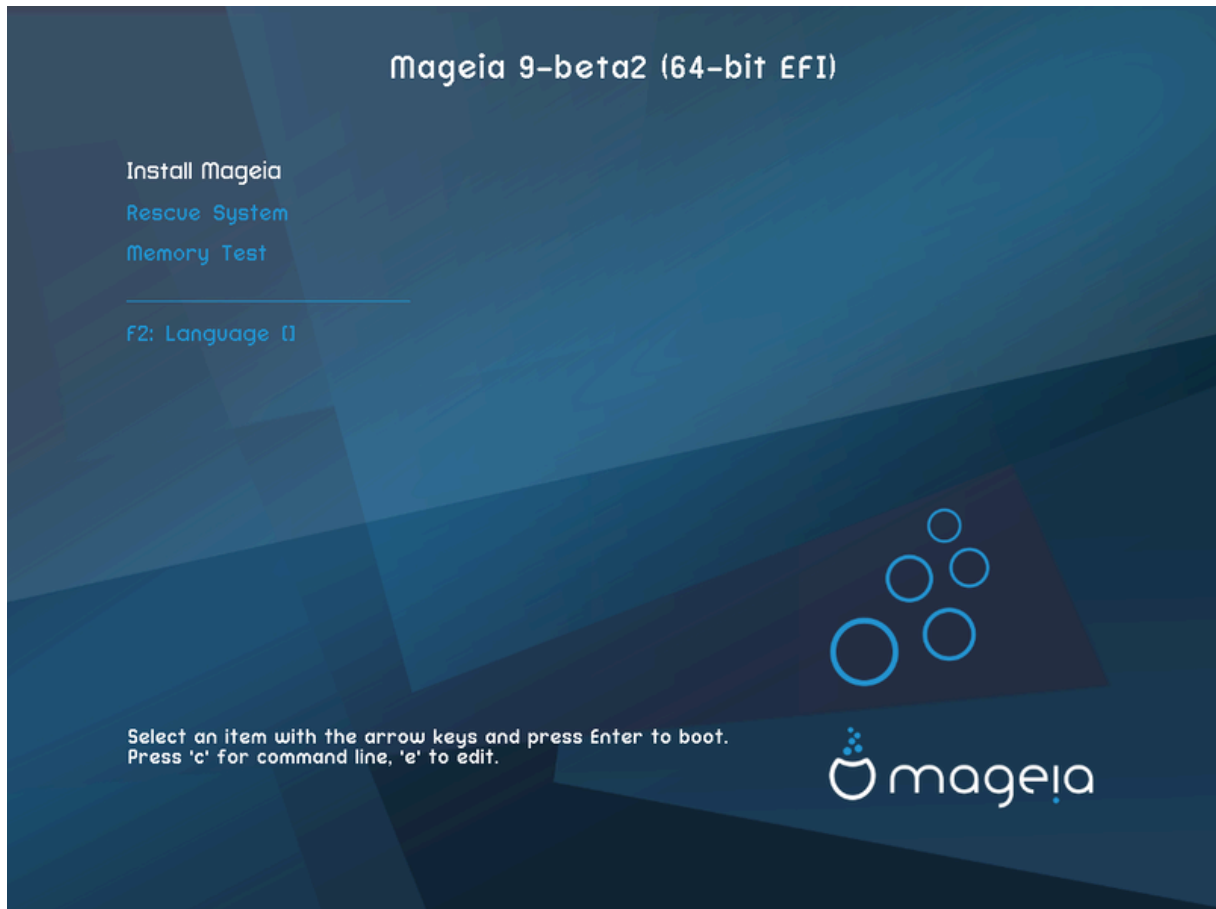 Mageia 9-beta2 (64-bit EFI)
Install Mageia
Rescue System
Memory Test
F2: Language []
Select an item with the arrow keys and press Enter to boot.
Press 'c' for command line, 'e' to edit.
mageia